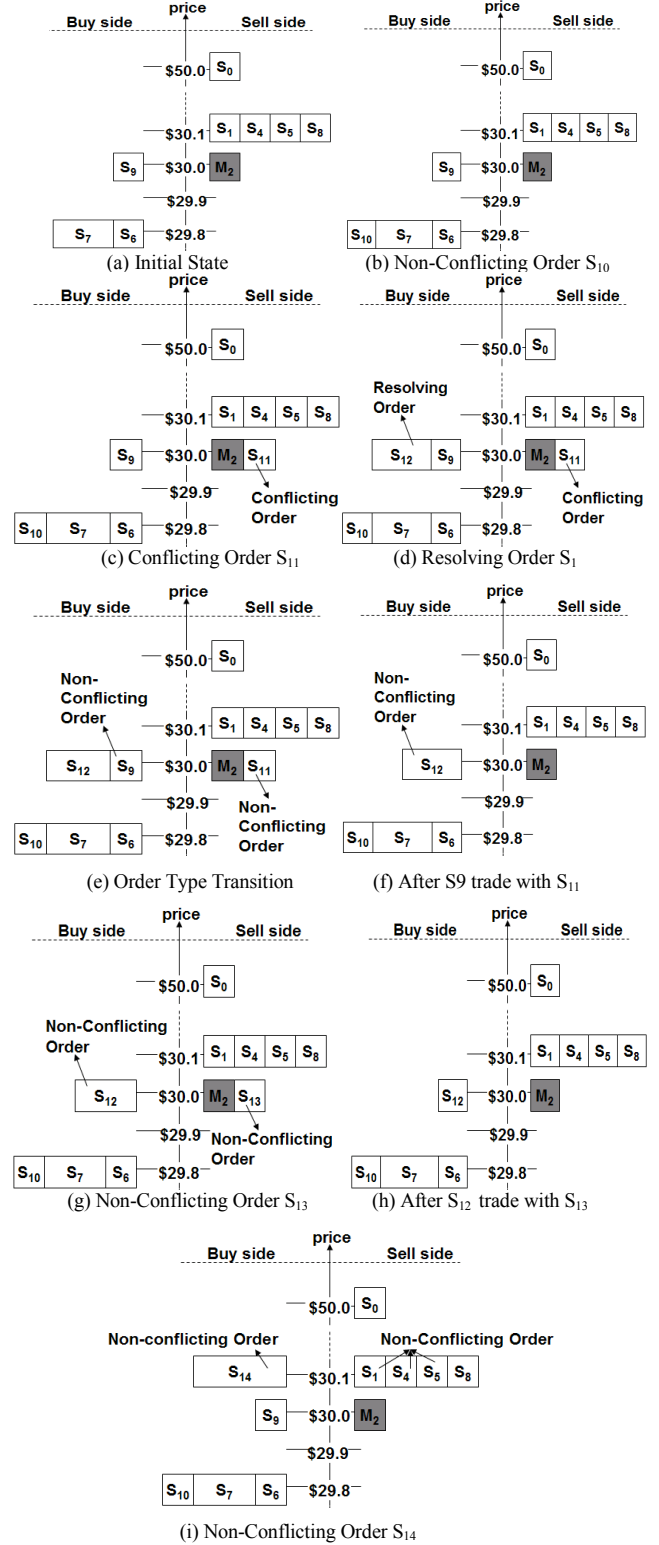 price
Buy side Sell side
$50.0 S0
$30.1 S1 S4 S5 S8
S9 $30.0 M2
$29.9
S7 S6 $29.8
(a) Initial State
price
Buy side Sell side
$50.0 S0
$30.1 S1 S4 S5 S8
S9 $30.0 M2
$29.9
S10 S7 S6 $29.8
(b) Non-Conflicting Order S10
price
Buy side Sell side
$50.0 S0
$30.1 S1 S4 S5 S8
S9 $30.0 M2 S11
$29.9
Conflicting
Order
S10 S7 S6 $29.8
(c) Conflicting Order S11
price
Buy side Sell side
$50.0 S0
Resolving
Order
$30.1 S1 S4 S5 S8
S12 S9 $30.0 M2 S11
$29.9
Conflicting
Order
S10 S7 S6 $29.8
(d) Resolving Order S1
price
Buy side Sell side
$50.0 S0
Non-
Conflicting
Order
$30.1 S1 S4 S5 S8
S12 S9 $30.0 M2 S11
$29.9
Non-
Conflicting
Order
S10 S7 S6 $29.8
(e) Order Type Transition
price
Buy side Sell side
$50.0 S0
Non-
Conflicting
Order
$30.1 S1 S4 S5 S8
S12 $30.0 M2
$29.9
S10 S7 S6 $29.8
(f) After S9 trade with S11
price
Buy side Sell side
$50.0 S0
Non-Conflicting
Order
$30.1 S1 S4 S5 S8
S12 $30.0 M2 S13
$29.9
Non-Conflicting
Order
S10 S7 S6 $29.8
(g) Non-Conflicting Order S13
price
Buy side Sell side
$50.0 S0
$30.1 S1 S4 S5 S8
S12 $30.0 M2
$29.9
S10 S7 S6 $29.8
(h) After S12 trade with S13
price
Buy side Sell side
$50.0 S0
Non-conflicting Order Non-Conflicting Order
S14 $30.1 S1 S4 S5 S8
S9 $30.0 M2
$29.9
S10 S7 S6 $29.8
(i) Non-Conflicting Order S14